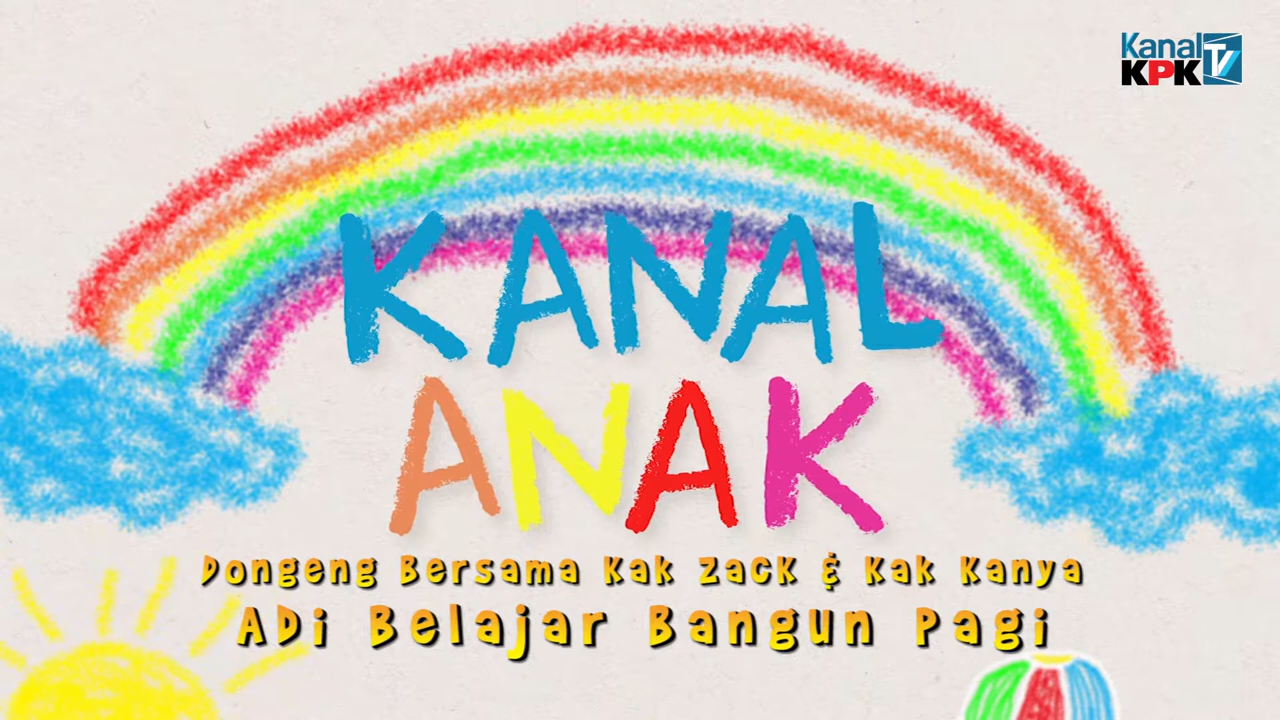 Kanal
KPK TV
KANAL
ANAK
Dongeng Bersama Kak Zack & Kak Kanya
ADi Belajar Bangun Pagi